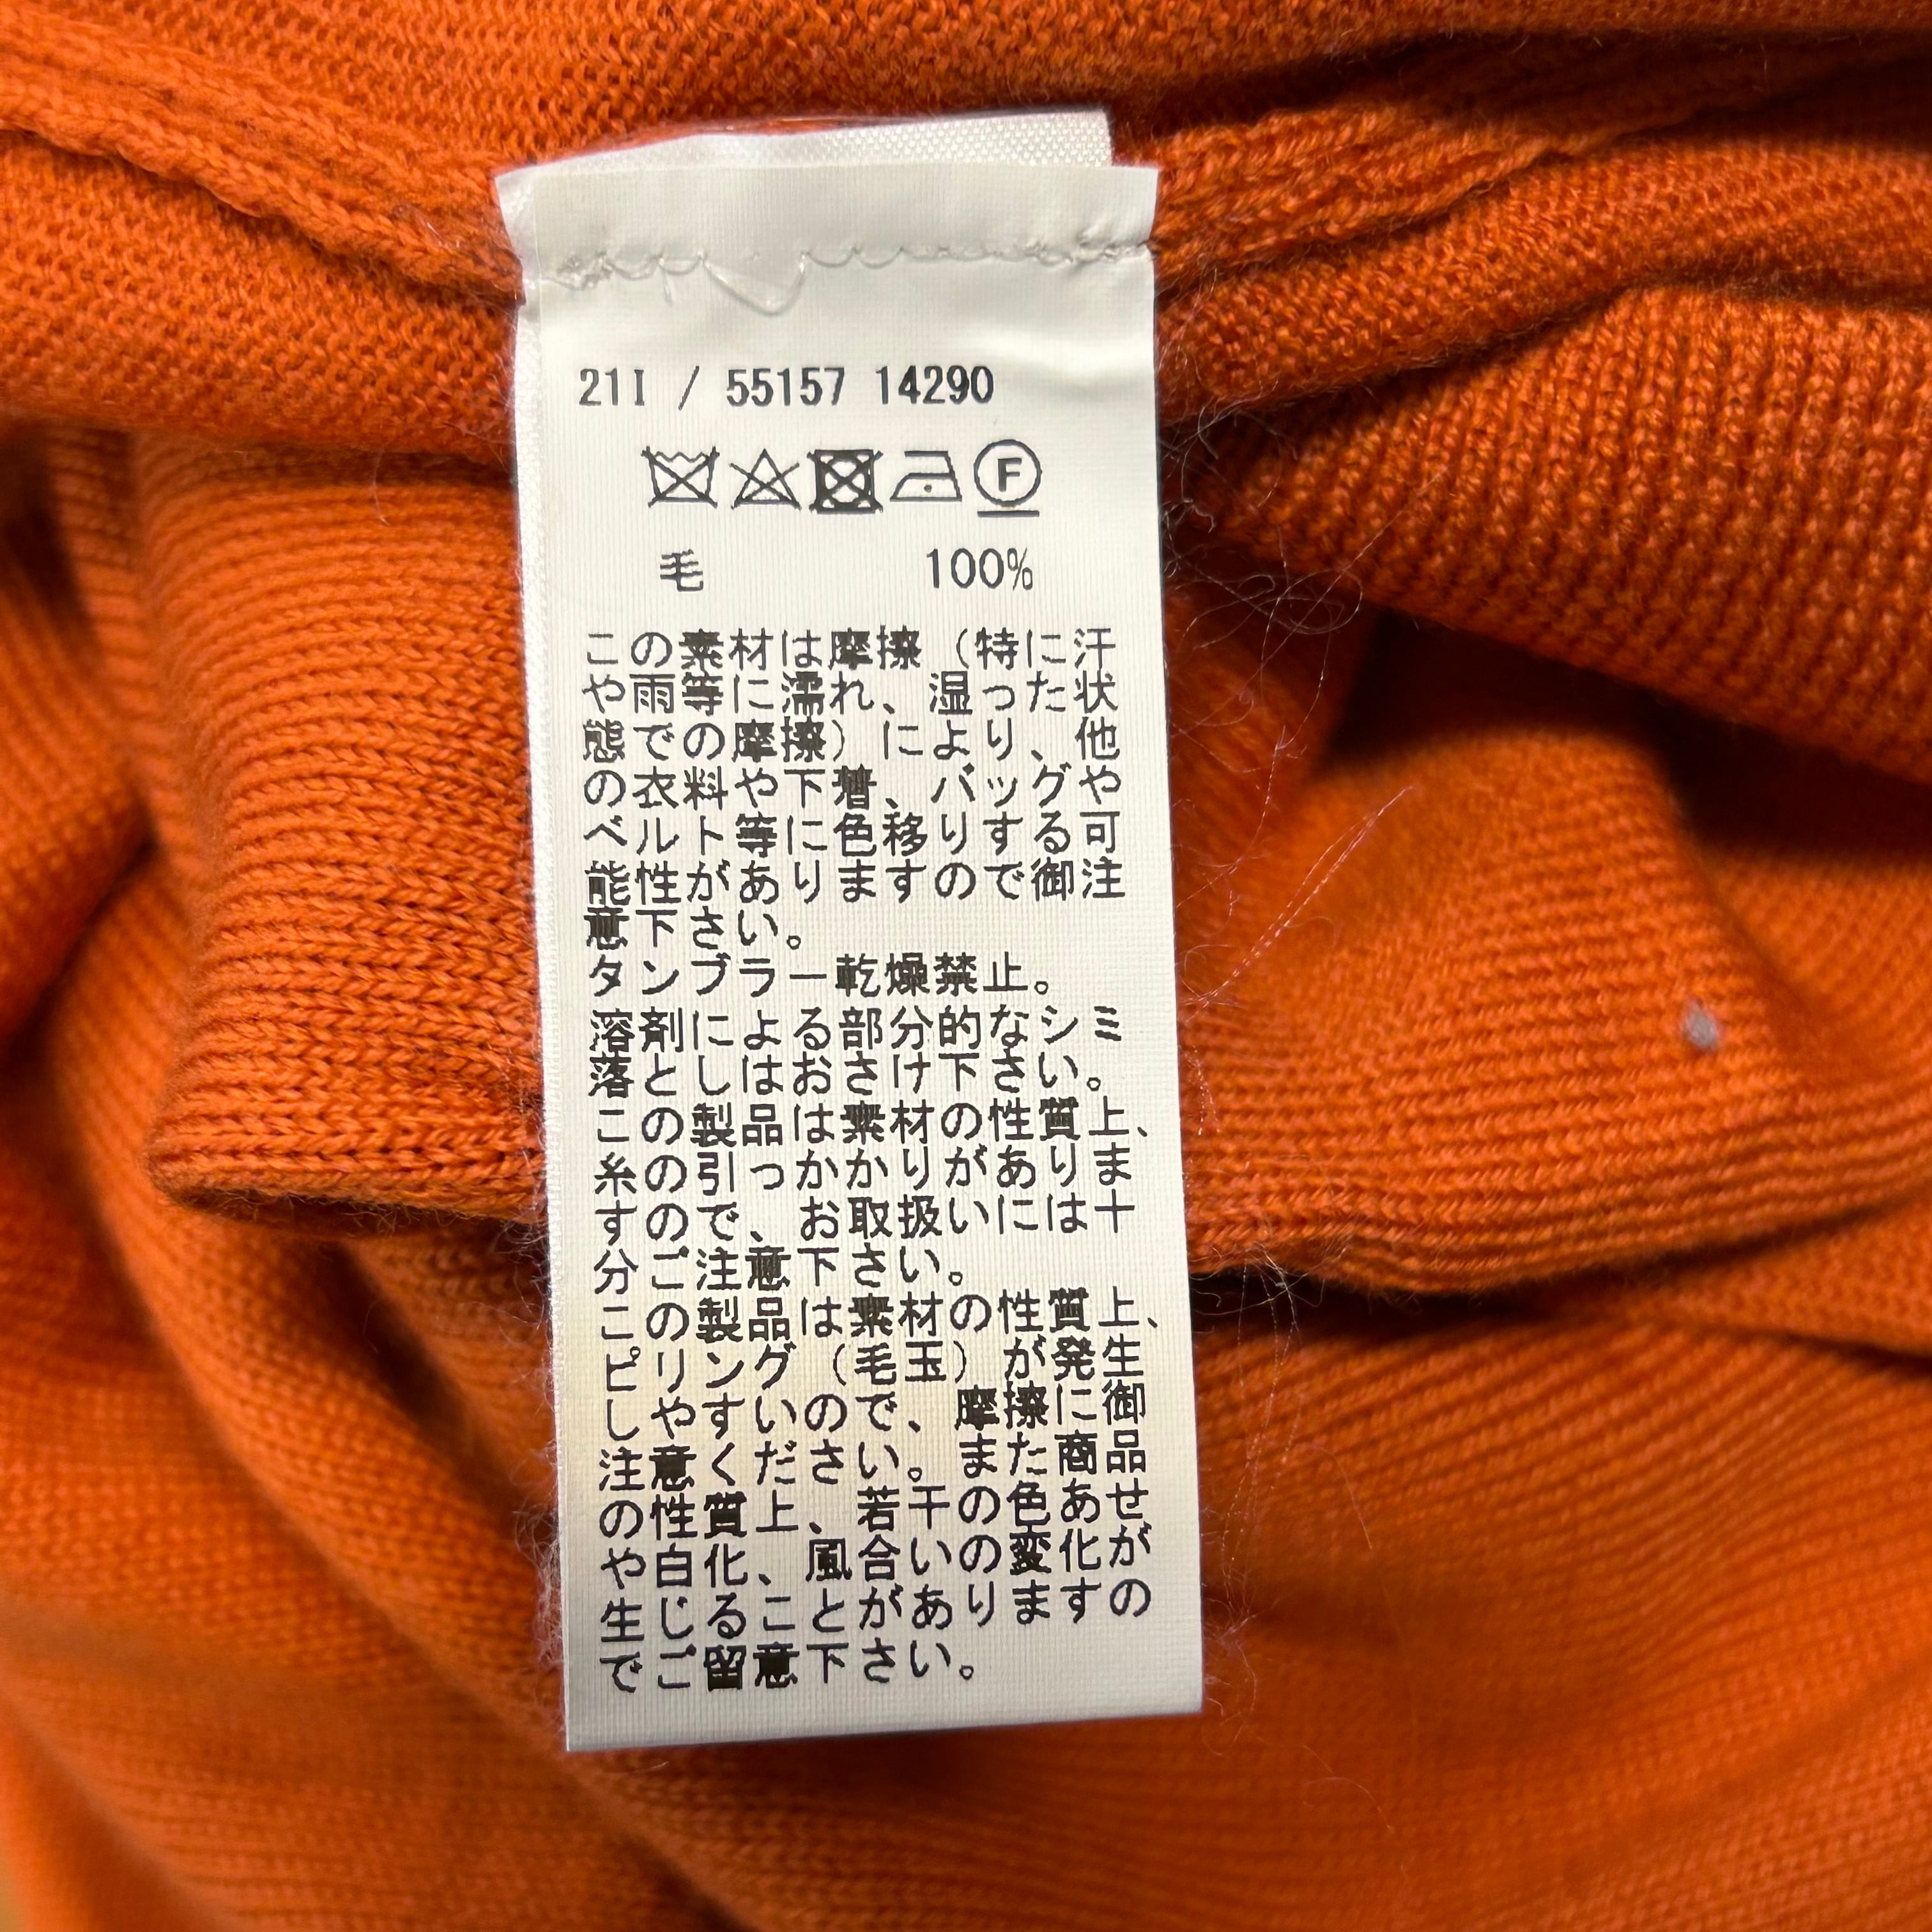 21I / 55157 14290
F
毛 100%
この素材は摩擦（特に汗
や雨等に濡れ、湿った状
態での摩擦）により、他
の衣料や下着、バッグや
ベルト等に色移りする可
能性がありますので御注
意下さい。
タンブラー乾燥禁止。
溶剤による部分的なシミ
落としはおさけ下さい。
この製品は素材の性質上、
糸の引っかかりがありま
すので、お取扱いには十
分ご注意下さい。
この製品は素材の性質上、
ピリング（毛玉）が発生
しやすいので、摩擦に御
注意ください。また商品
の性質上、若干の色あせ
や白化、風合いの変化が
生じることがありますの
でご留意下さい。